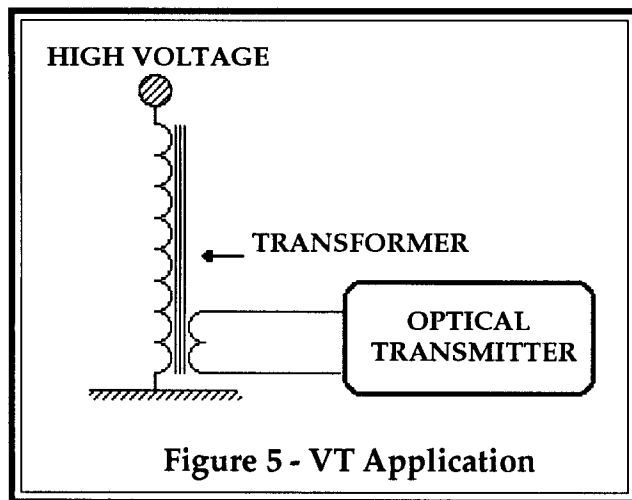 HIGH VOLTAGE
TRANSFORMER
OPTICAL
TRANSMITTER
Figure 5 - VT Application